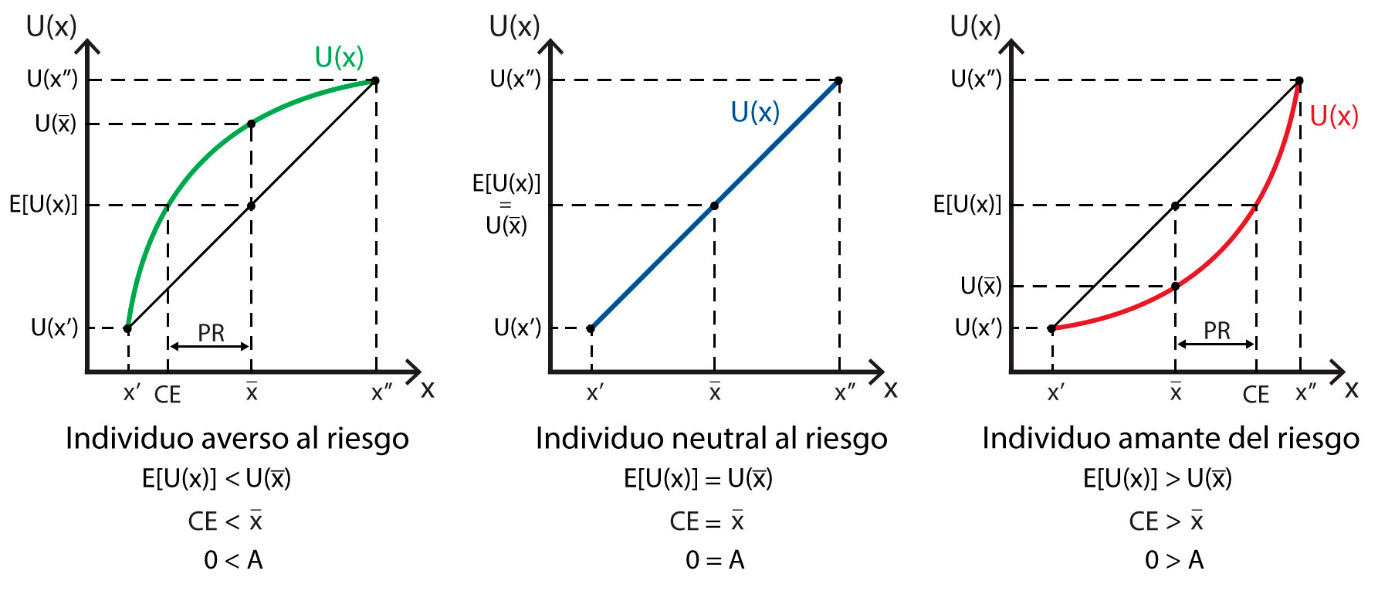 U(x)
U(x)
U(x″)
U(x̅)
E[U(x)]
U(x′)
PR
x′ CE x̅ x″ x
Individuo averso al riesgo
E[U(x)] < U(x̅)
CE < x̅
0 < A
U(x)
U(x″)
U(x)
E[U(x)]
=
U(x̅)
U(x′)
x′ x̅ x″ x
Individuo neutral al riesgo
E[U(x)] = U(x̅)
CE = x̅
0 = A
U(x)
U(x″)
U(x)
E[U(x)]
U(x̅)
U(x′)
PR
x′ x̅ CE x″ x
Individuo amante del riesgo
E[U(x)] > U(x̅)
CE > x̅
0 > A